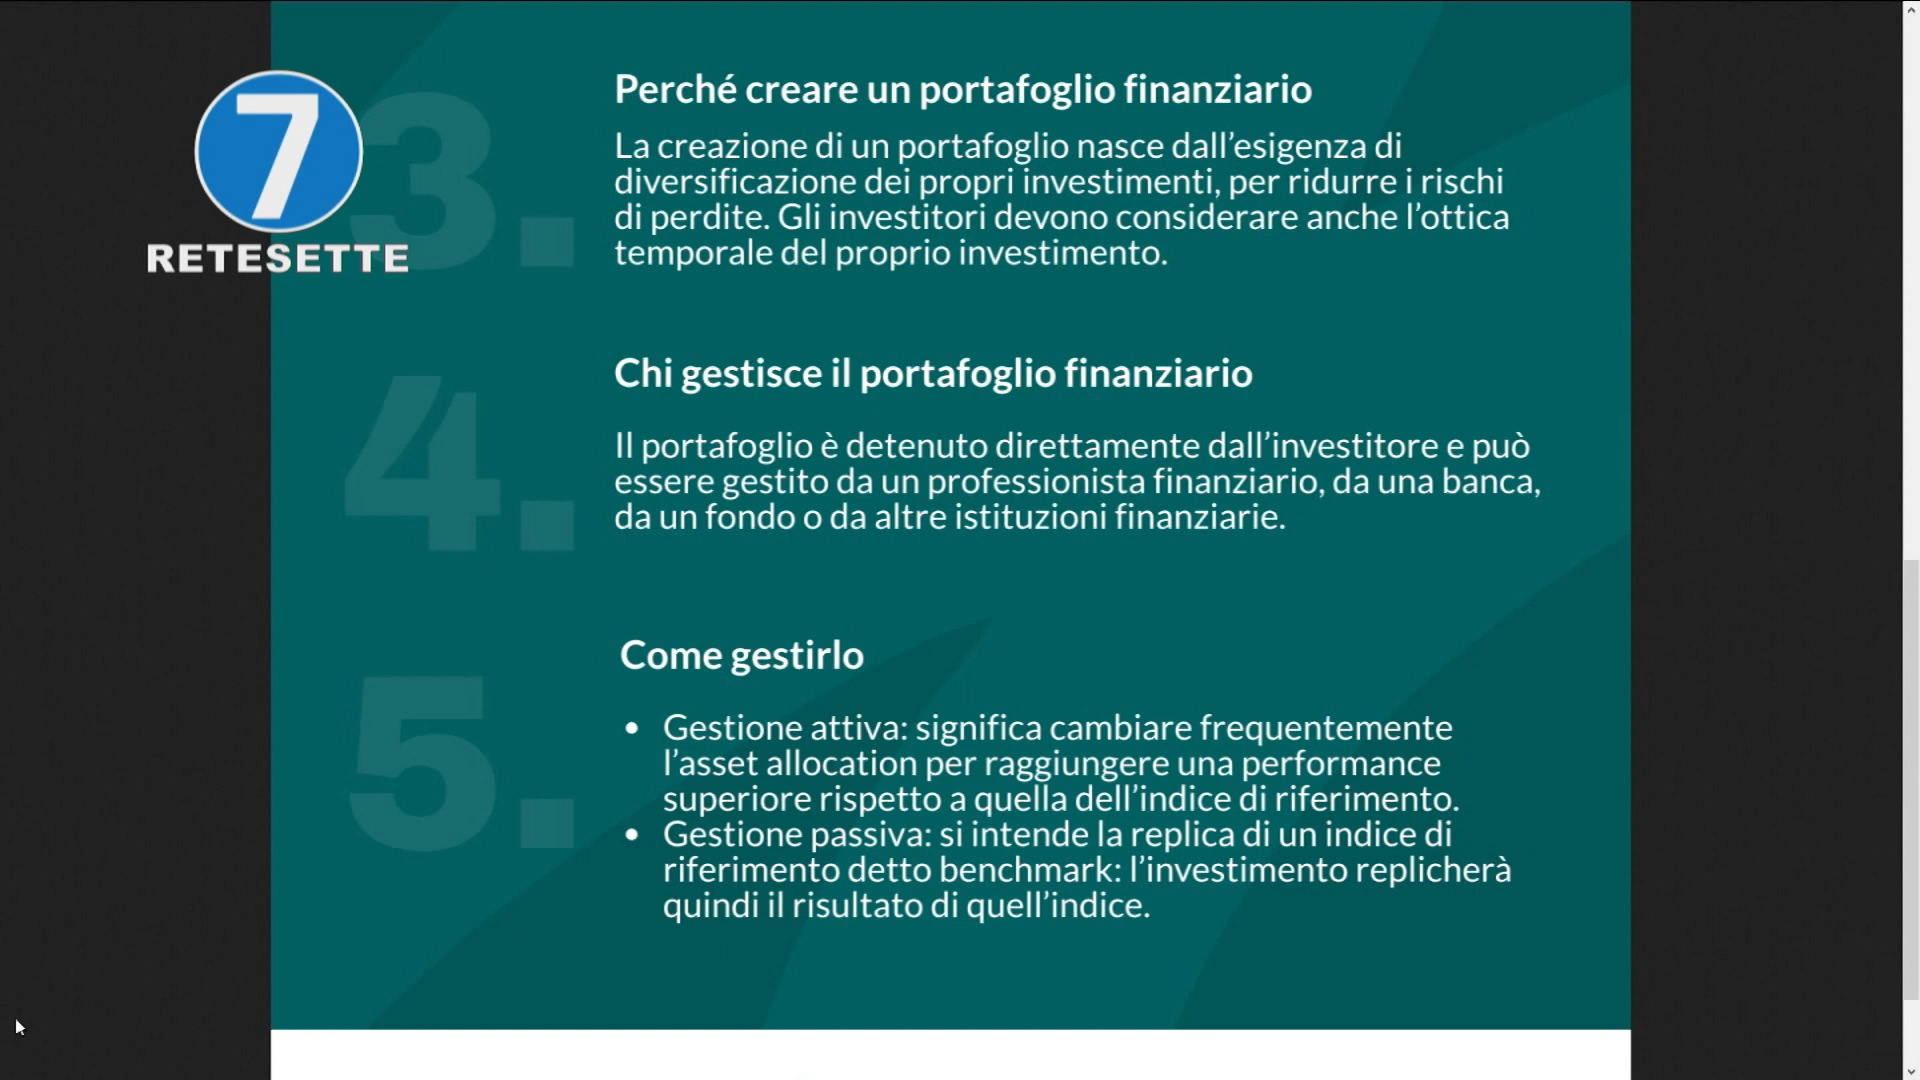 7
RETESETTE
3.
Perché creare un portafoglio finanziario
La creazione di un portafoglio nasce dall’esigenza di
diversificazione dei propri investimenti, per ridurre i rischi
di perdite. Gli investitori devono considerare anche l’ottica
temporale del proprio investimento.
4.
Chi gestisce il portafoglio finanziario
Il portafoglio è detenuto direttamente dall’investitore e può
essere gestito da un professionista finanziario, da una banca,
da un fondo o da altre istituzioni finanziarie.
5.
Come gestirlo
• Gestione attiva: significa cambiare frequentemente
l’asset allocation per raggiungere una performance
superiore rispetto a quella dell’indice di riferimento.
• Gestione passiva: si intende la replica di un indice di
riferimento detto benchmark: l’investimento replicherà
quindi il risultato di quell’indice.